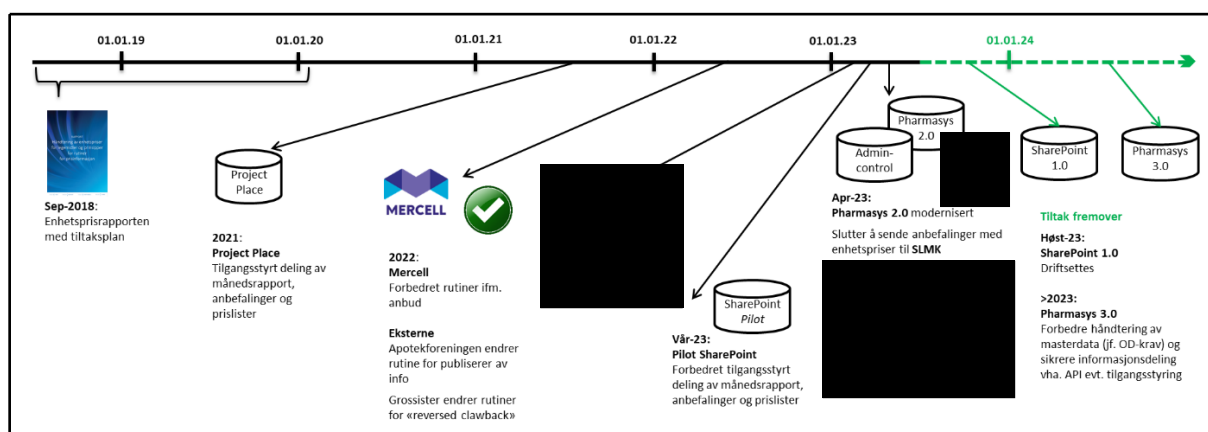 01.01.19
01.01.20
01.01.21
01.01.22
01.01.23
01.01.24
Sep-2018:
Enhetsprisrapporten
med tiltaksplan
Project
Place
2021:
Project Place
Tilgangsstyrt deling av
månedsrapport,
anbefalinger og
prislister
MERCELL
2022:
Mercell
Forbedret rutiner ifm.
anbud
Eksterne
Apotekforeningen endrer
rutine for publiserer av
info
Grossister endrer rutiner
for «reversed clawback»
SharePoint
Pilot
Vår-23:
Pilot SharePoint
Forbedret tilgangsstyrt
deling av månedsrapport,
anbefalinger og prislister
Pharmasys
2.0
Admin-
control
Apr-23:
Pharmasys 2.0 modernisert
Slutter å sende anbefalinger med
enhetspriser til SLMK
SharePoint
1.0
Pharmasys
3.0
Tiltak fremover
Høst-23:
SharePoint 1.0
Driftsettes
>2023:
Pharmasys 3.0
Forbedre håndtering av
masterdata (jf. OD-krav) og
sikrere informasjonsdeling
vha. API evt. tilgangsstyring